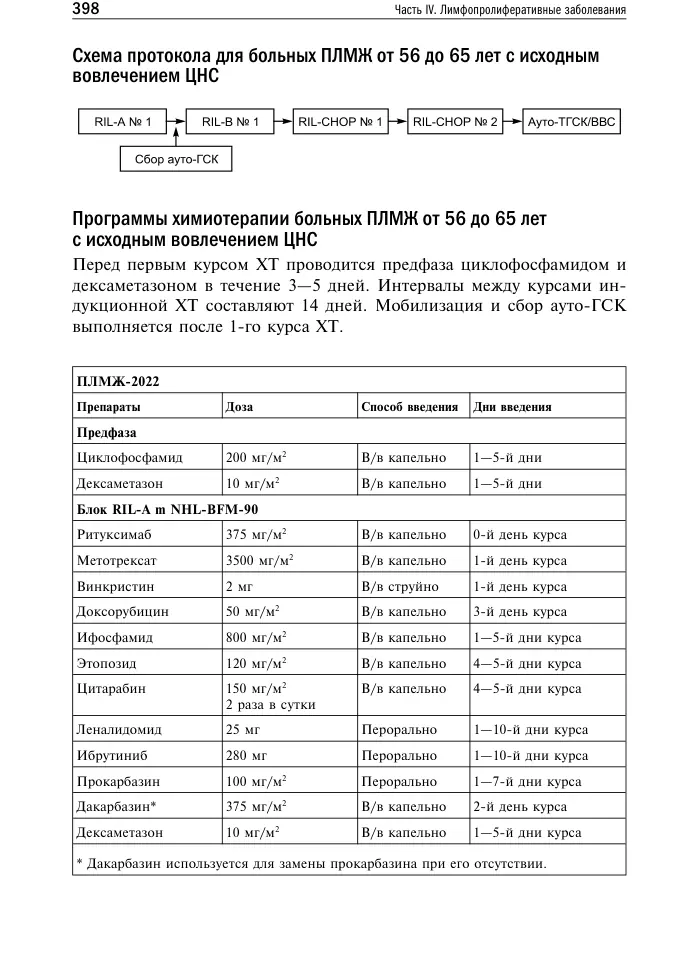 398
Часть IV. Лимфопролиферативные заболевания
Схема протокола для больных ПЛМЖ от 56 до 65 лет с исходным
вовлечением ЦНС
RIL-A № 1
RIL-B № 1
RIL-CHOP № 1
RIL-CHOP № 2
Ауто-ТГСК/ВВС
Сбор ауто-ГСК
Программы химиотерапии больных ПЛМЖ от 56 до 65 лет
с исходным вовлечением ЦНС
Перед первым курсом ХТ проводится предфаза циклофосфамидом и
дексаметазоном в течение 3—5 дней. Интервалы между курсами ин-
дукционной ХТ составляют 14 дней. Мобилизация и сбор ауто-ГСК
выполняется после 1-го курса ХТ.
ПЛМЖ-2022
Препараты Доза Способ введения Дни введения
Предфаза
Циклофосфамид 200 мг/м² В/в капельно 1—5-й дни
Дексаметазон 10 мг/м² В/в капельно 1—5-й дни
Блок RIL-A m NHL-BFM-90
Ритуксимаб 375 мг/м² В/в капельно 0-й день курса
Метотрексат 3500 мг/м² В/в капельно 1-й день курса
Винкристин 2 мг В/в струйно 1-й день курса
Доксорубицин 50 мг/м² В/в капельно 3-й день курса
Ифосфамид 800 мг/м² В/в капельно 1—5-й дни курса
Этопозид 120 мг/м² В/в капельно 4—5-й дни курса
Цитарабин 150 мг/м² В/в капельно 4—5-й дни курса
2 раза в сутки
Леналидомид 25 мг Перорально 1—10-й дни курса
Ибрутиниб 280 мг Перорально 1—10-й дни курса
Прокарбазин 100 мг/м² Перорально 1—7-й дни курса
Дакарбазин* 375 мг/м² В/в капельно 2-й день курса
Дексаметазон 10 мг/м² В/в капельно 1—5-й дни курса
* Дакарбазин используется для замены прокарбазина при его отсутствии.